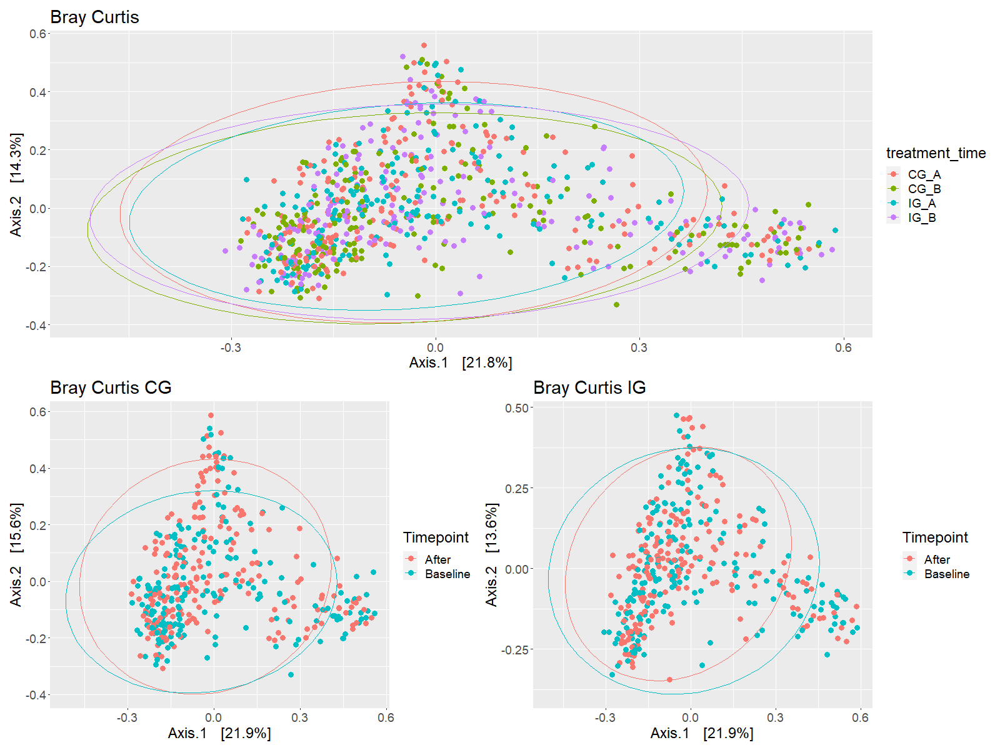 Bray Curtis
0.6
0.4
0.2
0.0
-0.2
-0.4
Axis.2 [14.3%]
-0.3 0.0 0.3 0.6
Axis.1 [21.8%]
treatment_time
CG_A
CG_B
IG_A
IG_B
Bray Curtis CG
0.6
0.4
0.2
0.0
-0.2
-0.4
Axis.2 [15.6%]
-0.3 0.0 0.3 0.6
Axis.1 [21.9%]
Timepoint
After
Baseline
Bray Curtis IG
0.50
0.25
0.00
-0.25
Axis.2 [13.6%]
-0.3 0.0 0.3 0.6
Axis.1 [21.9%]
Timepoint
After
Baseline